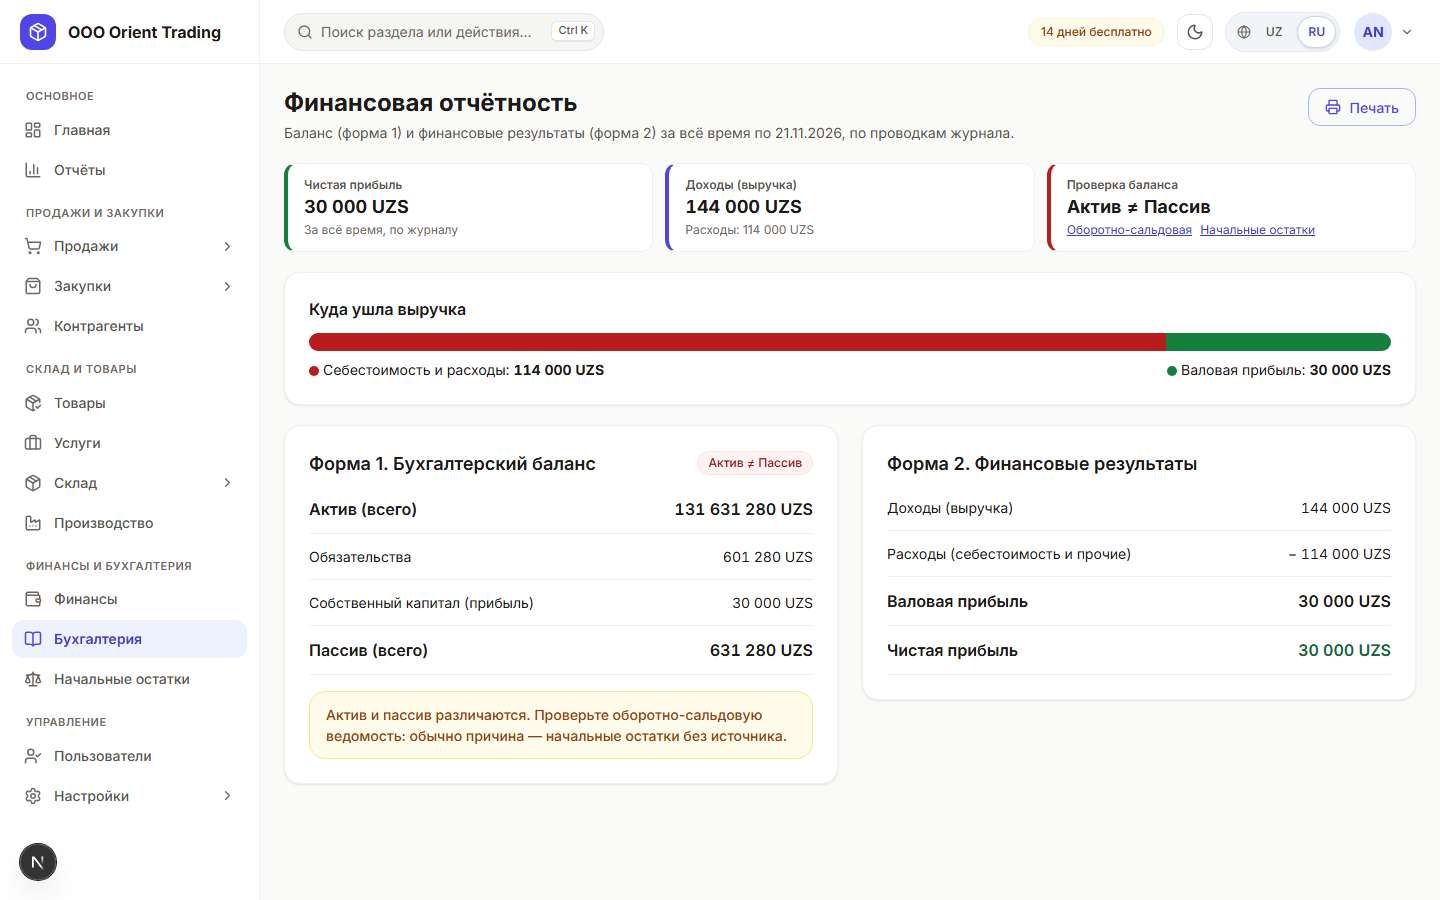 OOO Orient Trading
Поиск раздела или действия...
Ctrl K
14 дней бесплатно
UZ
RU
AN
ОСНОВНОЕ
Главная
Отчёты
ПРОДАЖИ И ЗАКУПКИ
Продажи
Закупки
Контрагенты
СКЛАД И ТОВАРЫ
Товары
Услуги
Склад
Производство
ФИНАНСЫ И БУХГАЛТЕРИЯ
Финансы
Бухгалтерия
Начальные остатки
УПРАВЛЕНИЕ
Пользователи
Настройки
N
Финансовая отчётность
Баланс (форма 1) и финансовые результаты (форма 2) за всё время по 21.11.2026, по проводкам журнала.
Печать
Чистая прибыль
30 000 UZS
За всё время, по журналу
Доходы (выручка)
144 000 UZS
Расходы: 114 000 UZS
Проверка баланса
Актив ≠ Пассив
Оборотно-сальдовая Начальные остатки
Куда ушла выручка
Себестоимость и расходы: 114 000 UZS
Валовая прибыль: 30 000 UZS
Форма 1. Бухгалтерский баланс
Актив ≠ Пассив
Актив (всего) 131 631 280 UZS
Обязательства 601 280 UZS
Собственный капитал (прибыль) 30 000 UZS
Пассив (всего) 631 280 UZS
Актив и пассив различаются. Проверьте оборотно-сальдовую
ведомость: обычно причина — начальные остатки без источника.
Форма 2. Финансовые результаты
Доходы (выручка) 144 000 UZS
Расходы (себестоимость и прочие) − 114 000 UZS
Валовая прибыль 30 000 UZS
Чистая прибыль 30 000 UZS